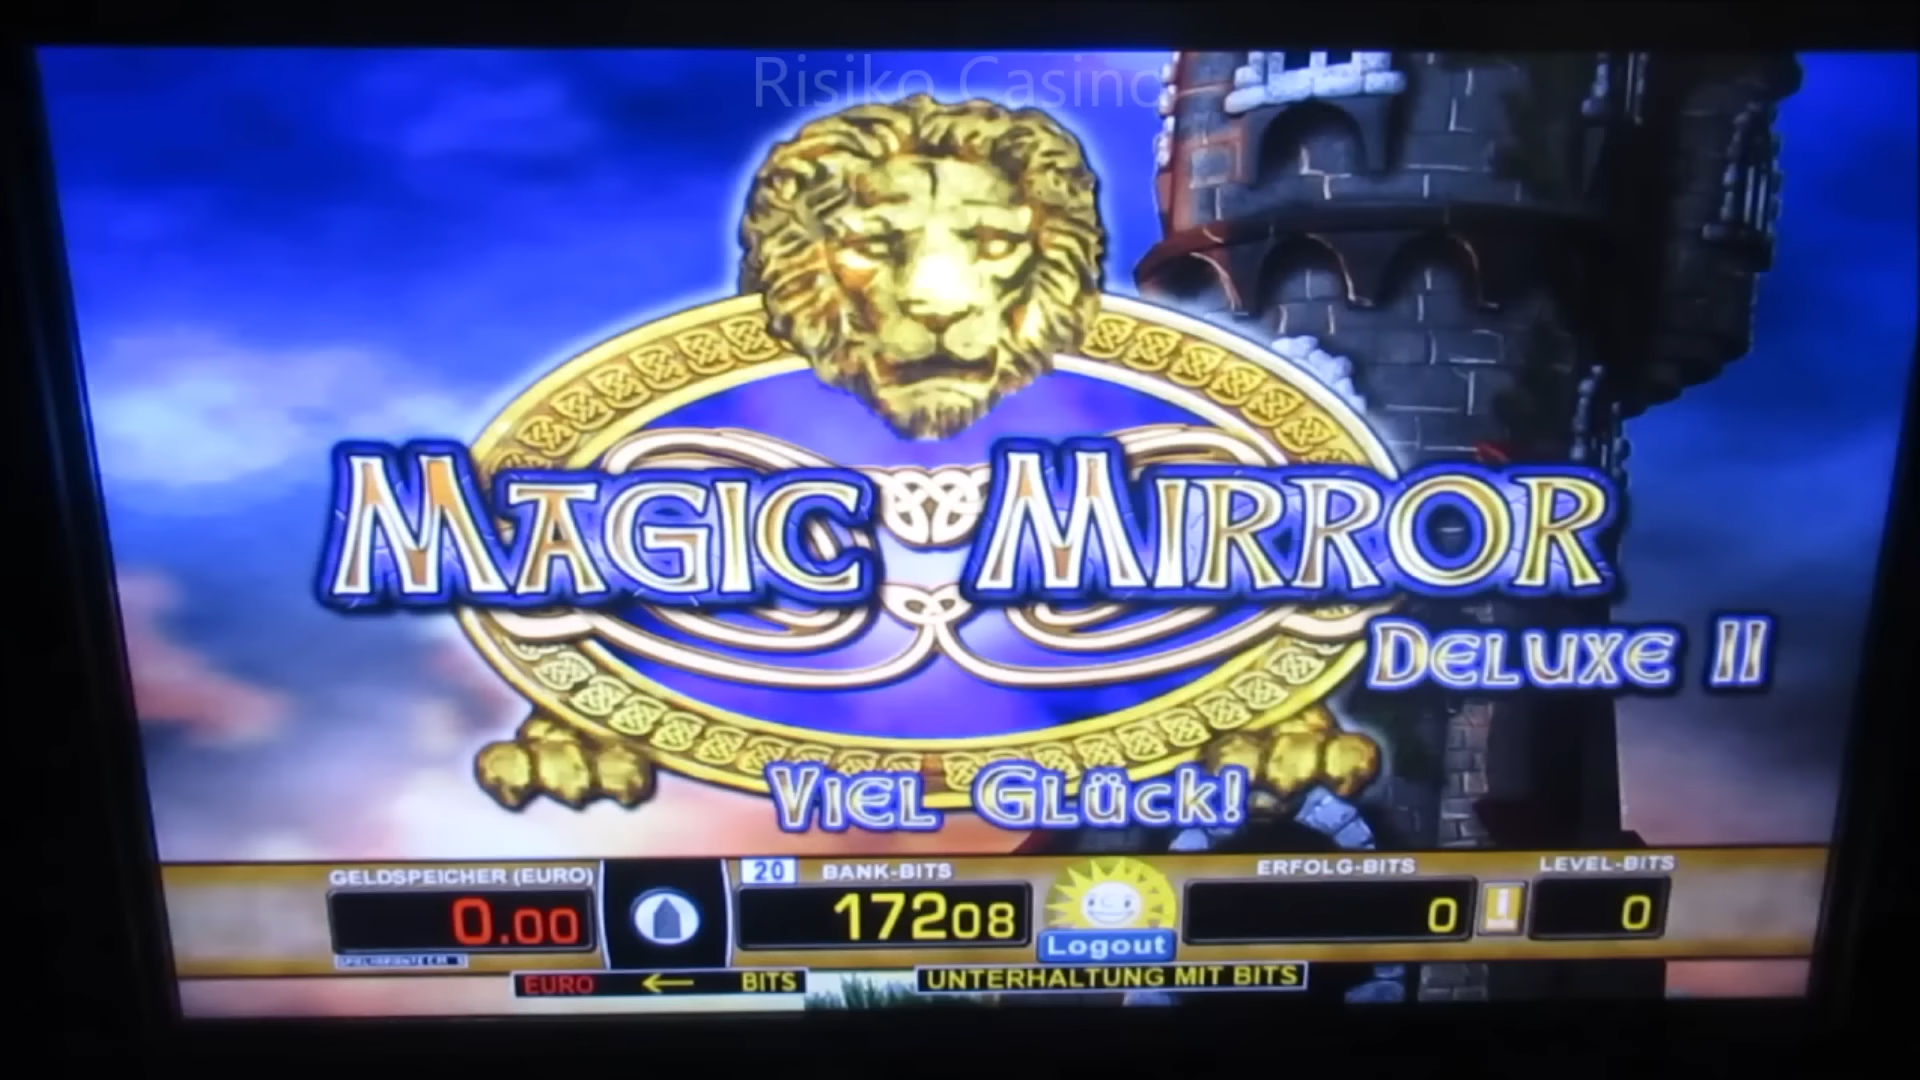 Risiko Casino
MAGIC MIRROR
DELUXE II
VIEL GLÜCK!
GELDSPEICHER (EURO)
20 BANK-BITS
ERFOLG-BITS
LEVEL-BITS
0.00
17208
0
0
Logout
EURO ← BITS
UNTERHALTUNG MIT BITS